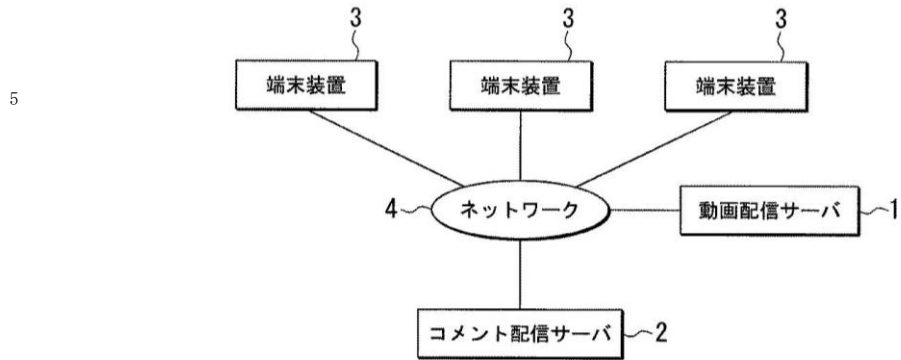 3 3 3
端末装置 端末装置 端末装置
5
4 ネットワーク 動画配信サーバ 1
コメント配信サーバ 2